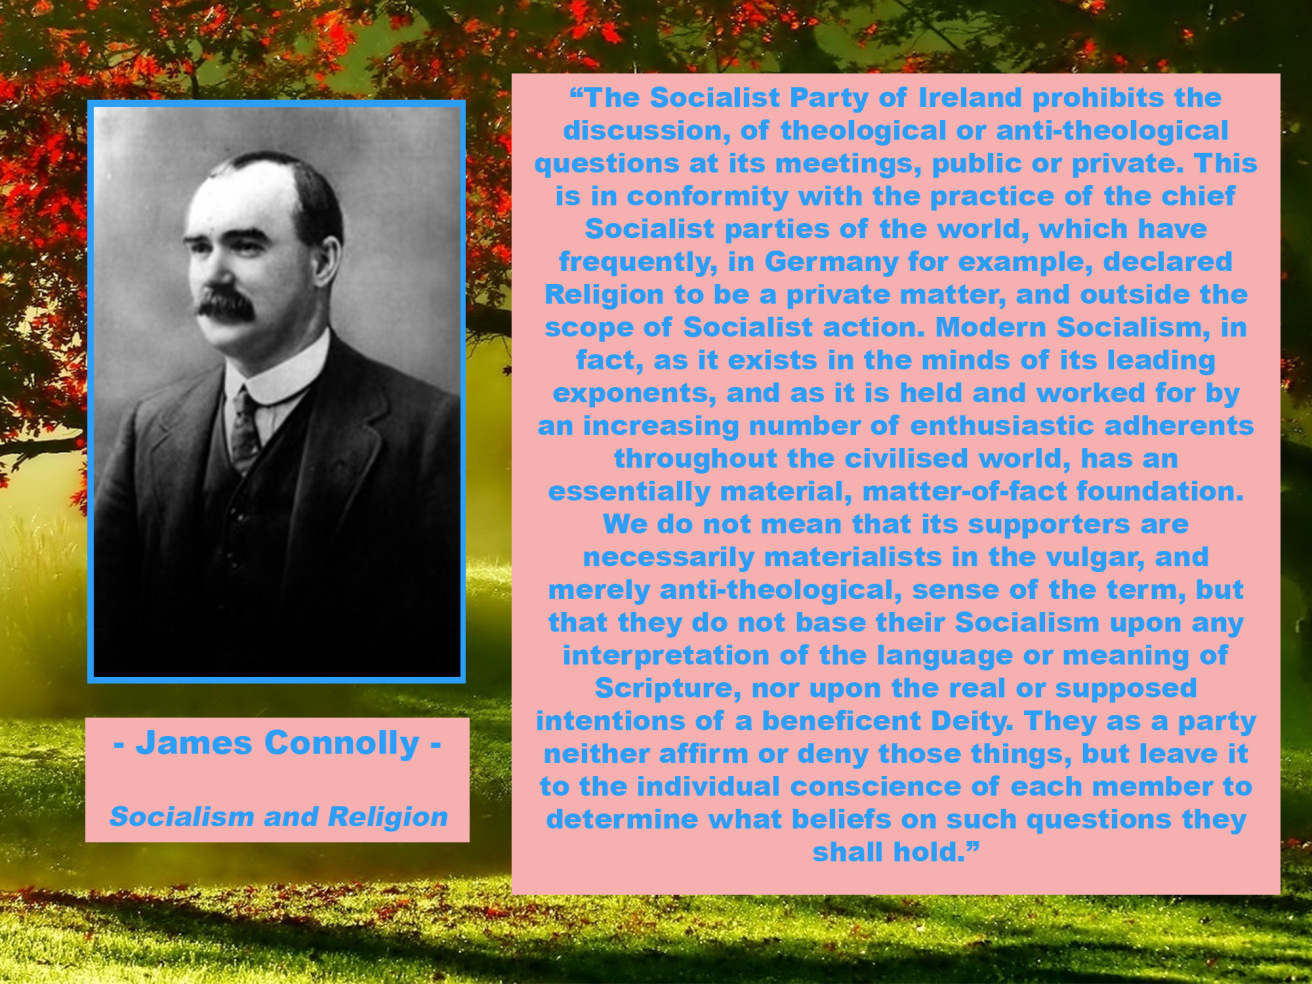 “The Socialist Party of Ireland prohibits the
discussion, of theological or anti-theological
questions at its meetings, public or private. This
is in conformity with the practice of the chief
Socialist parties of the world, which have
frequently, in Germany for example, declared
Religion to be a private matter, and outside the
scope of Socialist action. Modern Socialism, in
fact, as it exists in the minds of its leading
exponents, and as it is held and worked for by
an increasing number of enthusiastic adherents
throughout the civilised world, has an
essentially material, matter-of-fact foundation.
We do not mean that its supporters are
necessarily materialists in the vulgar, and
merely anti-theological, sense of the term, but
that they do not base their Socialism upon any
interpretation of the language or meaning of
Scripture, nor upon the real or supposed
intentions of a beneficent Deity. They as a party
neither affirm or deny those things, but leave it
to the individual conscience of each member to
determine what beliefs on such questions they
shall hold.”
- James Connolly -
Socialism and Religion